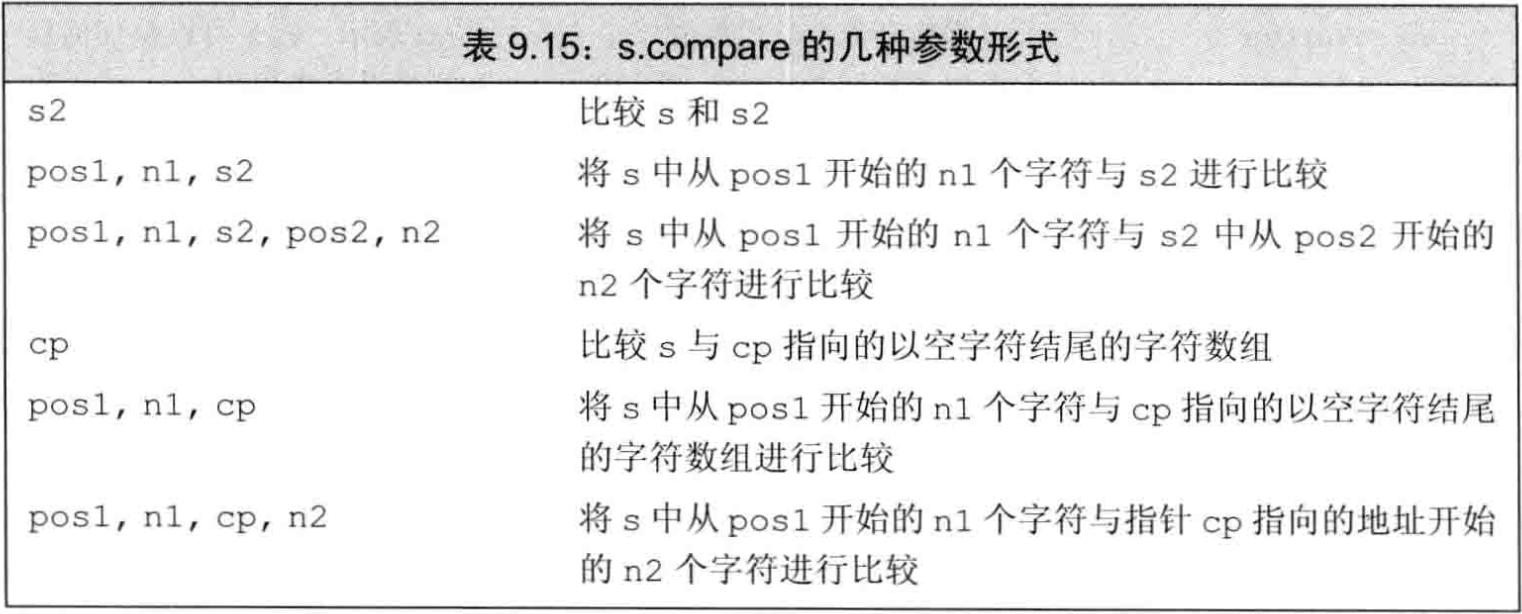 表 9.15：s.compare 的几种参数形式
s2 比较 s 和 s2
pos1, n1, s2 将 s 中从 pos1 开始的 n1 个字符与 s2 进行比较
pos1, n1, s2, pos2, n2 将 s 中从 pos1 开始的 n1 个字符与 s2 中从 pos2 开始的
n2 个字符进行比较
cp 比较 s 与 cp 指向的以空字符结尾的字符数组
pos1, n1, cp 将 s 中从 pos1 开始的 n1 个字符与 cp 指向的以空字符结尾
的字符数组进行比较
pos1, n1, cp, n2 将 s 中从 pos1 开始的 n1 个字符与指针 cp 指向的地址开始
的 n2 个字符进行比较